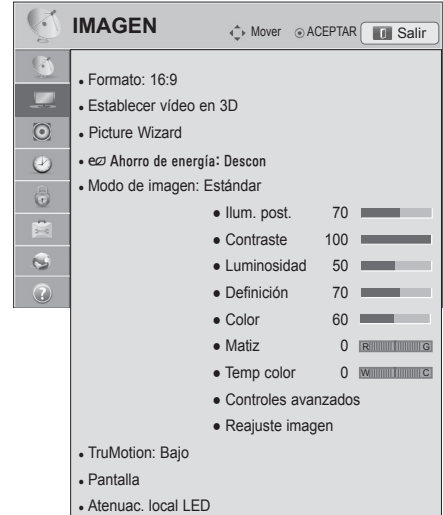 IMAGEN Mover ACEPTAR Salir
• Formato: 16:9
• Establecer vídeo en 3D
• Picture Wizard
• Ahorro de energía: Descon
• Modo de imagen: Estándar
• Ilum. post. 70
• Contraste 100
• Luminosidad 50
• Definición 70
• Color 60
• Matiz 0 R G
• Temp color 0 W C
• Controles avanzados
• Reajuste imagen
• TruMotion: Bajo
• Pantalla
• Atenuac. local LED